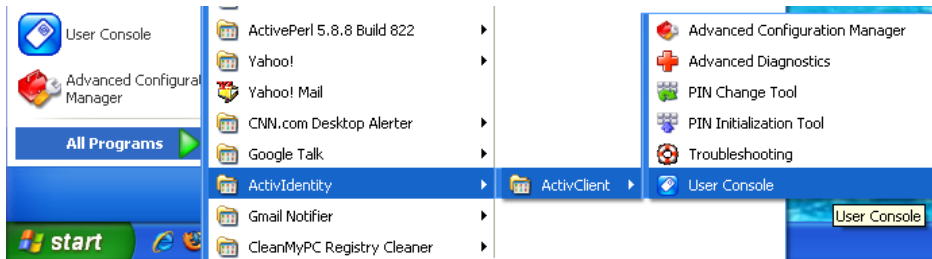 User Console
Advanced Configurat
Manager
All Programs
start
ActivePerl 5.8.8 Build 822
Yahoo!
Yahoo! Mail
CNN.com Desktop Alerter
Google Talk
ActivIdentity
Gmail Notifier
CleanMyPC Registry Cleaner
ActivClient
Advanced Configuration Manager
Advanced Diagnostics
PIN Change Tool
PIN Initialization Tool
Troubleshooting
User Console
User Console